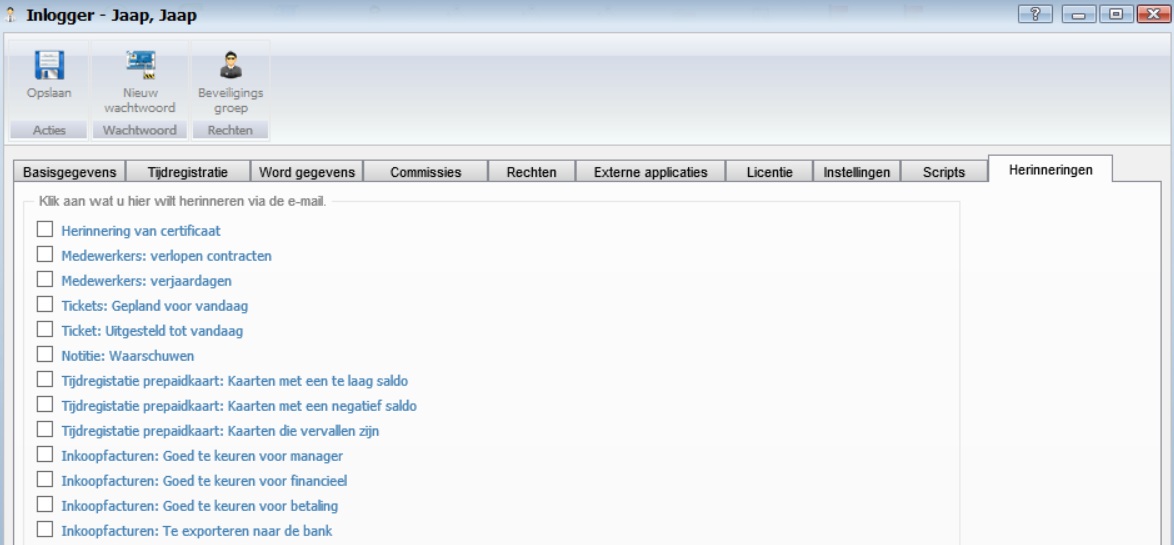 Inlogger - Jaap, Jaap
Opslaan
Nieuw wachtwoord
Beveiligings groep
Acties Wachtwoord Rechten
Basisgegevens Tijdregistratie Word gegevens Commissies Rechten Externe applicaties Licentie Instellingen Scripts Herinneringen
Klik aan wat u hier wilt herinneren via de e-mail.
Herinnering van certificaat
Medewerkers: verlopen contracten
Medewerkers: verjaardagen
Tickets: Gepland voor vandaag
Ticket: Uitgesteld tot vandaag
Notitie: Waarschuwen
Tijdregistatie prepaidkaart: Kaarten met een te laag saldo
Tijdregistatie prepaidkaart: Kaarten met een negatief saldo
Tijdregistatie prepaidkaart: Kaarten die vervallen zijn
Inkoopfacturen: Goed te keuren voor manager
Inkoopfacturen: Goed te keuren voor financieel
Inkoopfacturen: Goed te keuren voor betaling
Inkoopfacturen: Te exporteren naar de bank